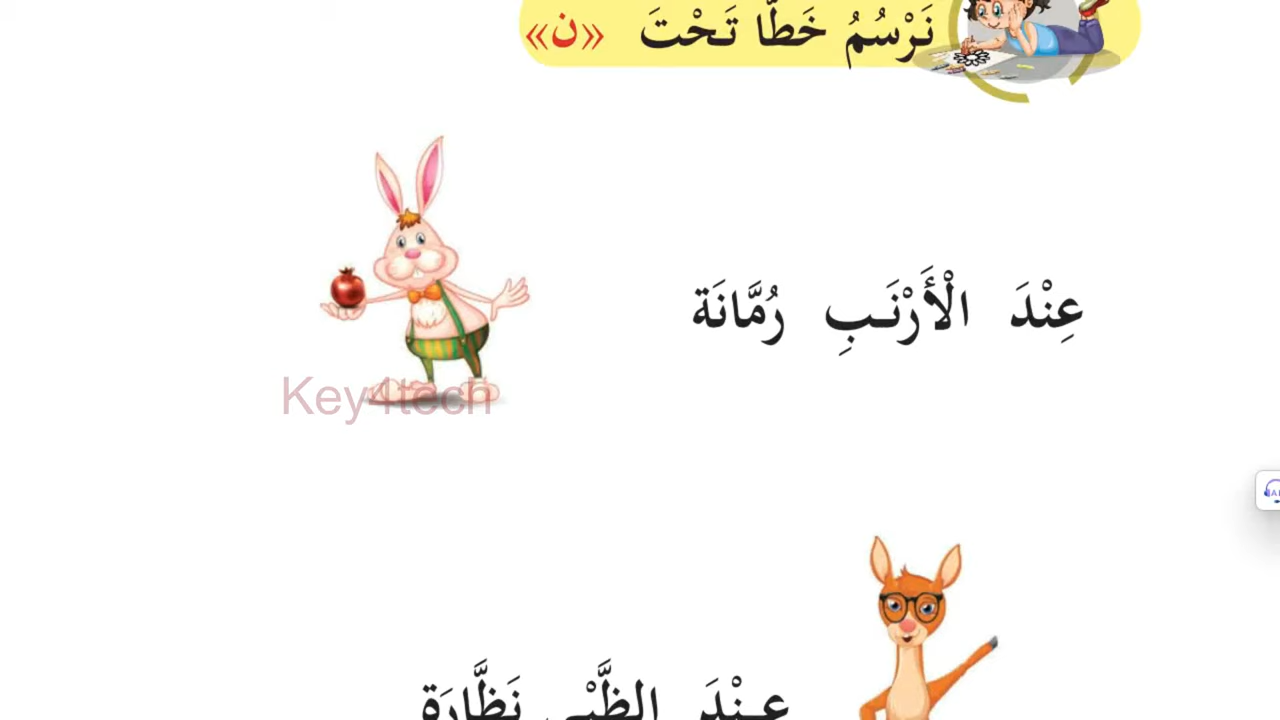 نَرْسُمُ خَطًّا تَحْتَ «ن»
عِنْدَ الْأَرْنَبِ رُمَّانَة
Key4tech
عِنْدَ الظَّبْيِ نَظَّارَة